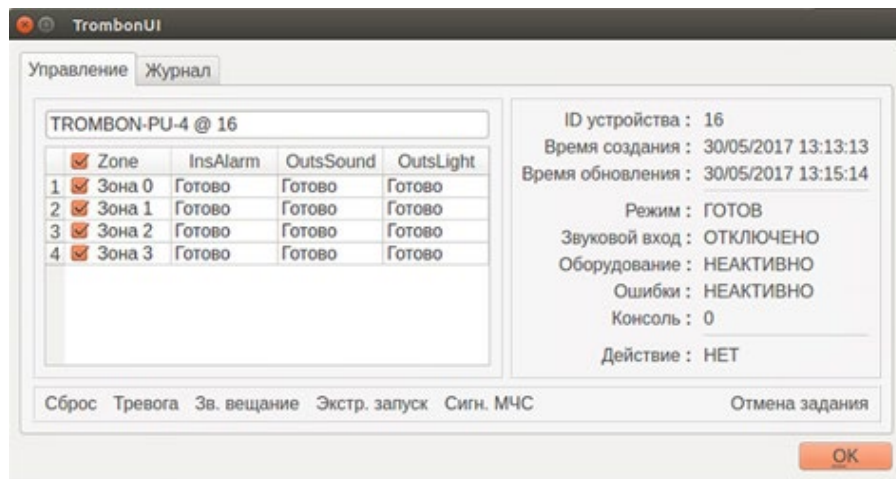 TrombonUI
Управление Журнал
TROMBON-PU-4 @ 16
Zone InsAlarm OutsSound OutsLight
1 Зона 0 Готово Готово Готово
2 Зона 1 Готово Готово Готово
3 Зона 2 Готово Готово Готово
4 Зона 3 Готово Готово Готово
ID устройства : 16
Время создания : 30/05/2017 13:13:13
Время обновления : 30/05/2017 13:15:14
Режим : ГОТОВ
Звуковой вход : ОТКЛЮЧЕНО
Оборудование : НЕАКТИВНО
Ошибки : НЕАКТИВНО
Консоль : 0
Действие : НЕТ
Сброс Тревога Зв. вещание Экстр. запуск Сигн. МЧС Отмена задания
OK